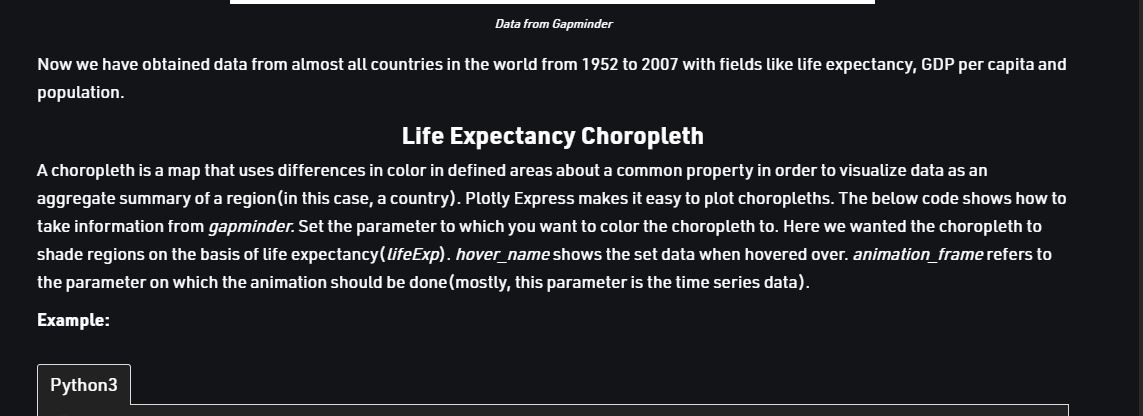 Data from Gapminder
Now we have obtained data from almost all countries in the world from 1952 to 2007 with fields like life expectancy, GDP per capita and
population.
Life Expectancy Choropleth
A choropleth is a map that uses differences in color in defined areas about a common property in order to visualize data as an
aggregate summary of a region(in this case, a country). Plotly Express makes it easy to plot choropleths. The below code shows how to
take information from gapminder. Set the parameter to which you want to color the choropleth to. Here we wanted the choropleth to
shade regions on the basis of life expectancy(lifeExp). hover_name shows the set data when hovered over. animation_frame refers to
the parameter on which the animation should be done(mostly, this parameter is the time series data).
Example:
Python3